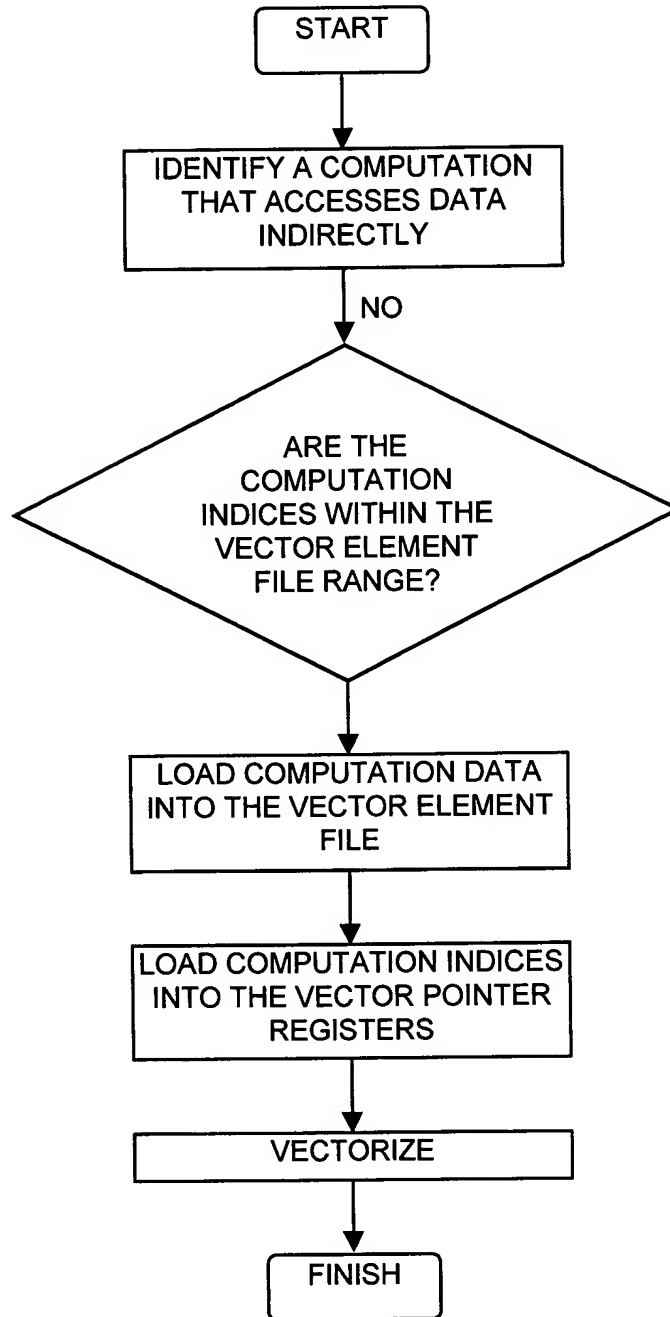 START
IDENTIFY A COMPUTATION
THAT ACCESSES DATA
INDIRECTLY
NO
ARE THE
COMPUTATION
INDICES WITHIN THE
VECTOR ELEMENT
FILE RANGE?
LOAD COMPUTATION DATA
INTO THE VECTOR ELEMENT
FILE
LOAD COMPUTATION INDICES
INTO THE VECTOR POINTER
REGISTERS
VECTORIZE
FINISH